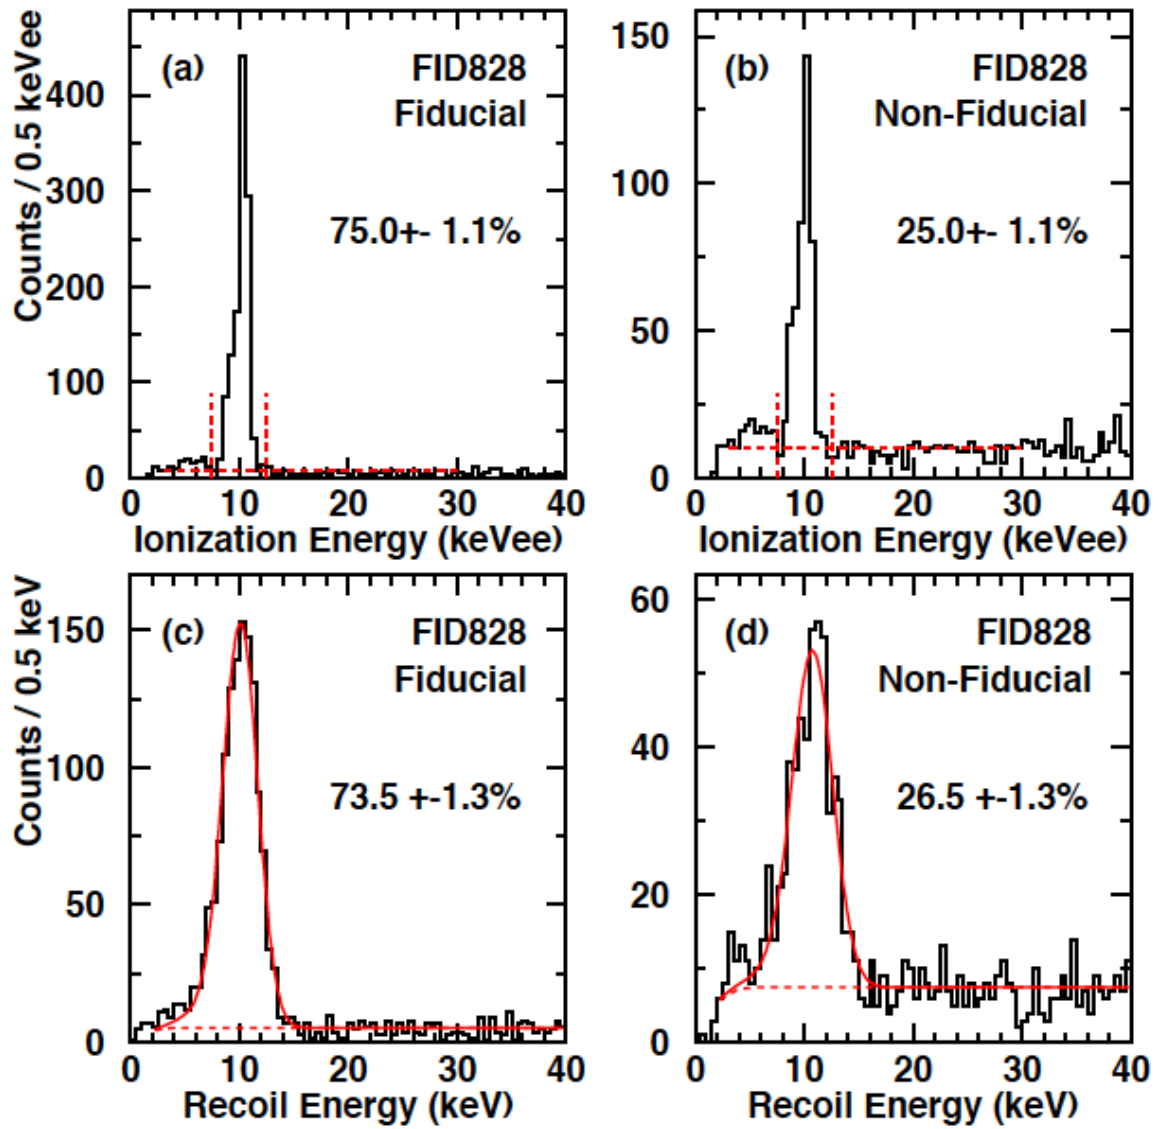 Counts / 0.5 keVee
(a)
FID828
Fiducial
75.0+- 1.1%
400
300
200
100
0
0 10 20 30 40
Ionization Energy (keVee)
(b)
FID828
Non-Fiducial
25.0+- 1.1%
150
100
50
0
0 10 20 30 40
Ionization Energy (keVee)
Counts / 0.5 keV
(c)
FID828
Fiducial
73.5 +-1.3%
150
100
50
0
0 10 20 30 40
Recoil Energy (keV)
(d)
FID828
Non-Fiducial
26.5 +-1.3%
60
40
20
0
0 10 20 30 40
Recoil Energy (keV)